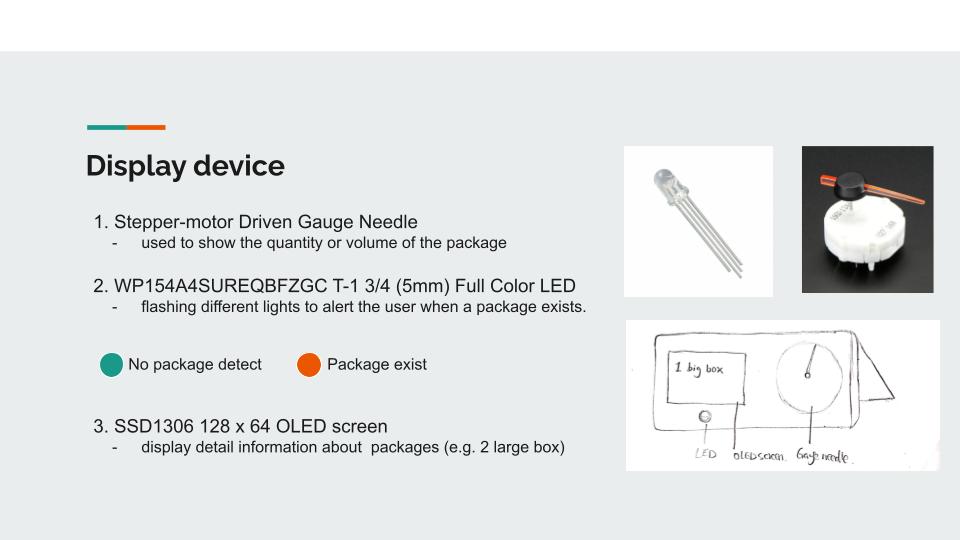 Display device
1. Stepper-motor Driven Gauge Needle
- used to show the quantity or volume of the package
2. WP154A4SUREQBFZGC T-1 3/4 (5mm) Full Color LED
- flashing different lights to alert the user when a package exists.
No package detect
Package exist
3. SSD1306 128 x 64 OLED screen
- display detail information about  packages (e.g. 2 large box)
1 big box
LED OLED screen. Gauge needle.